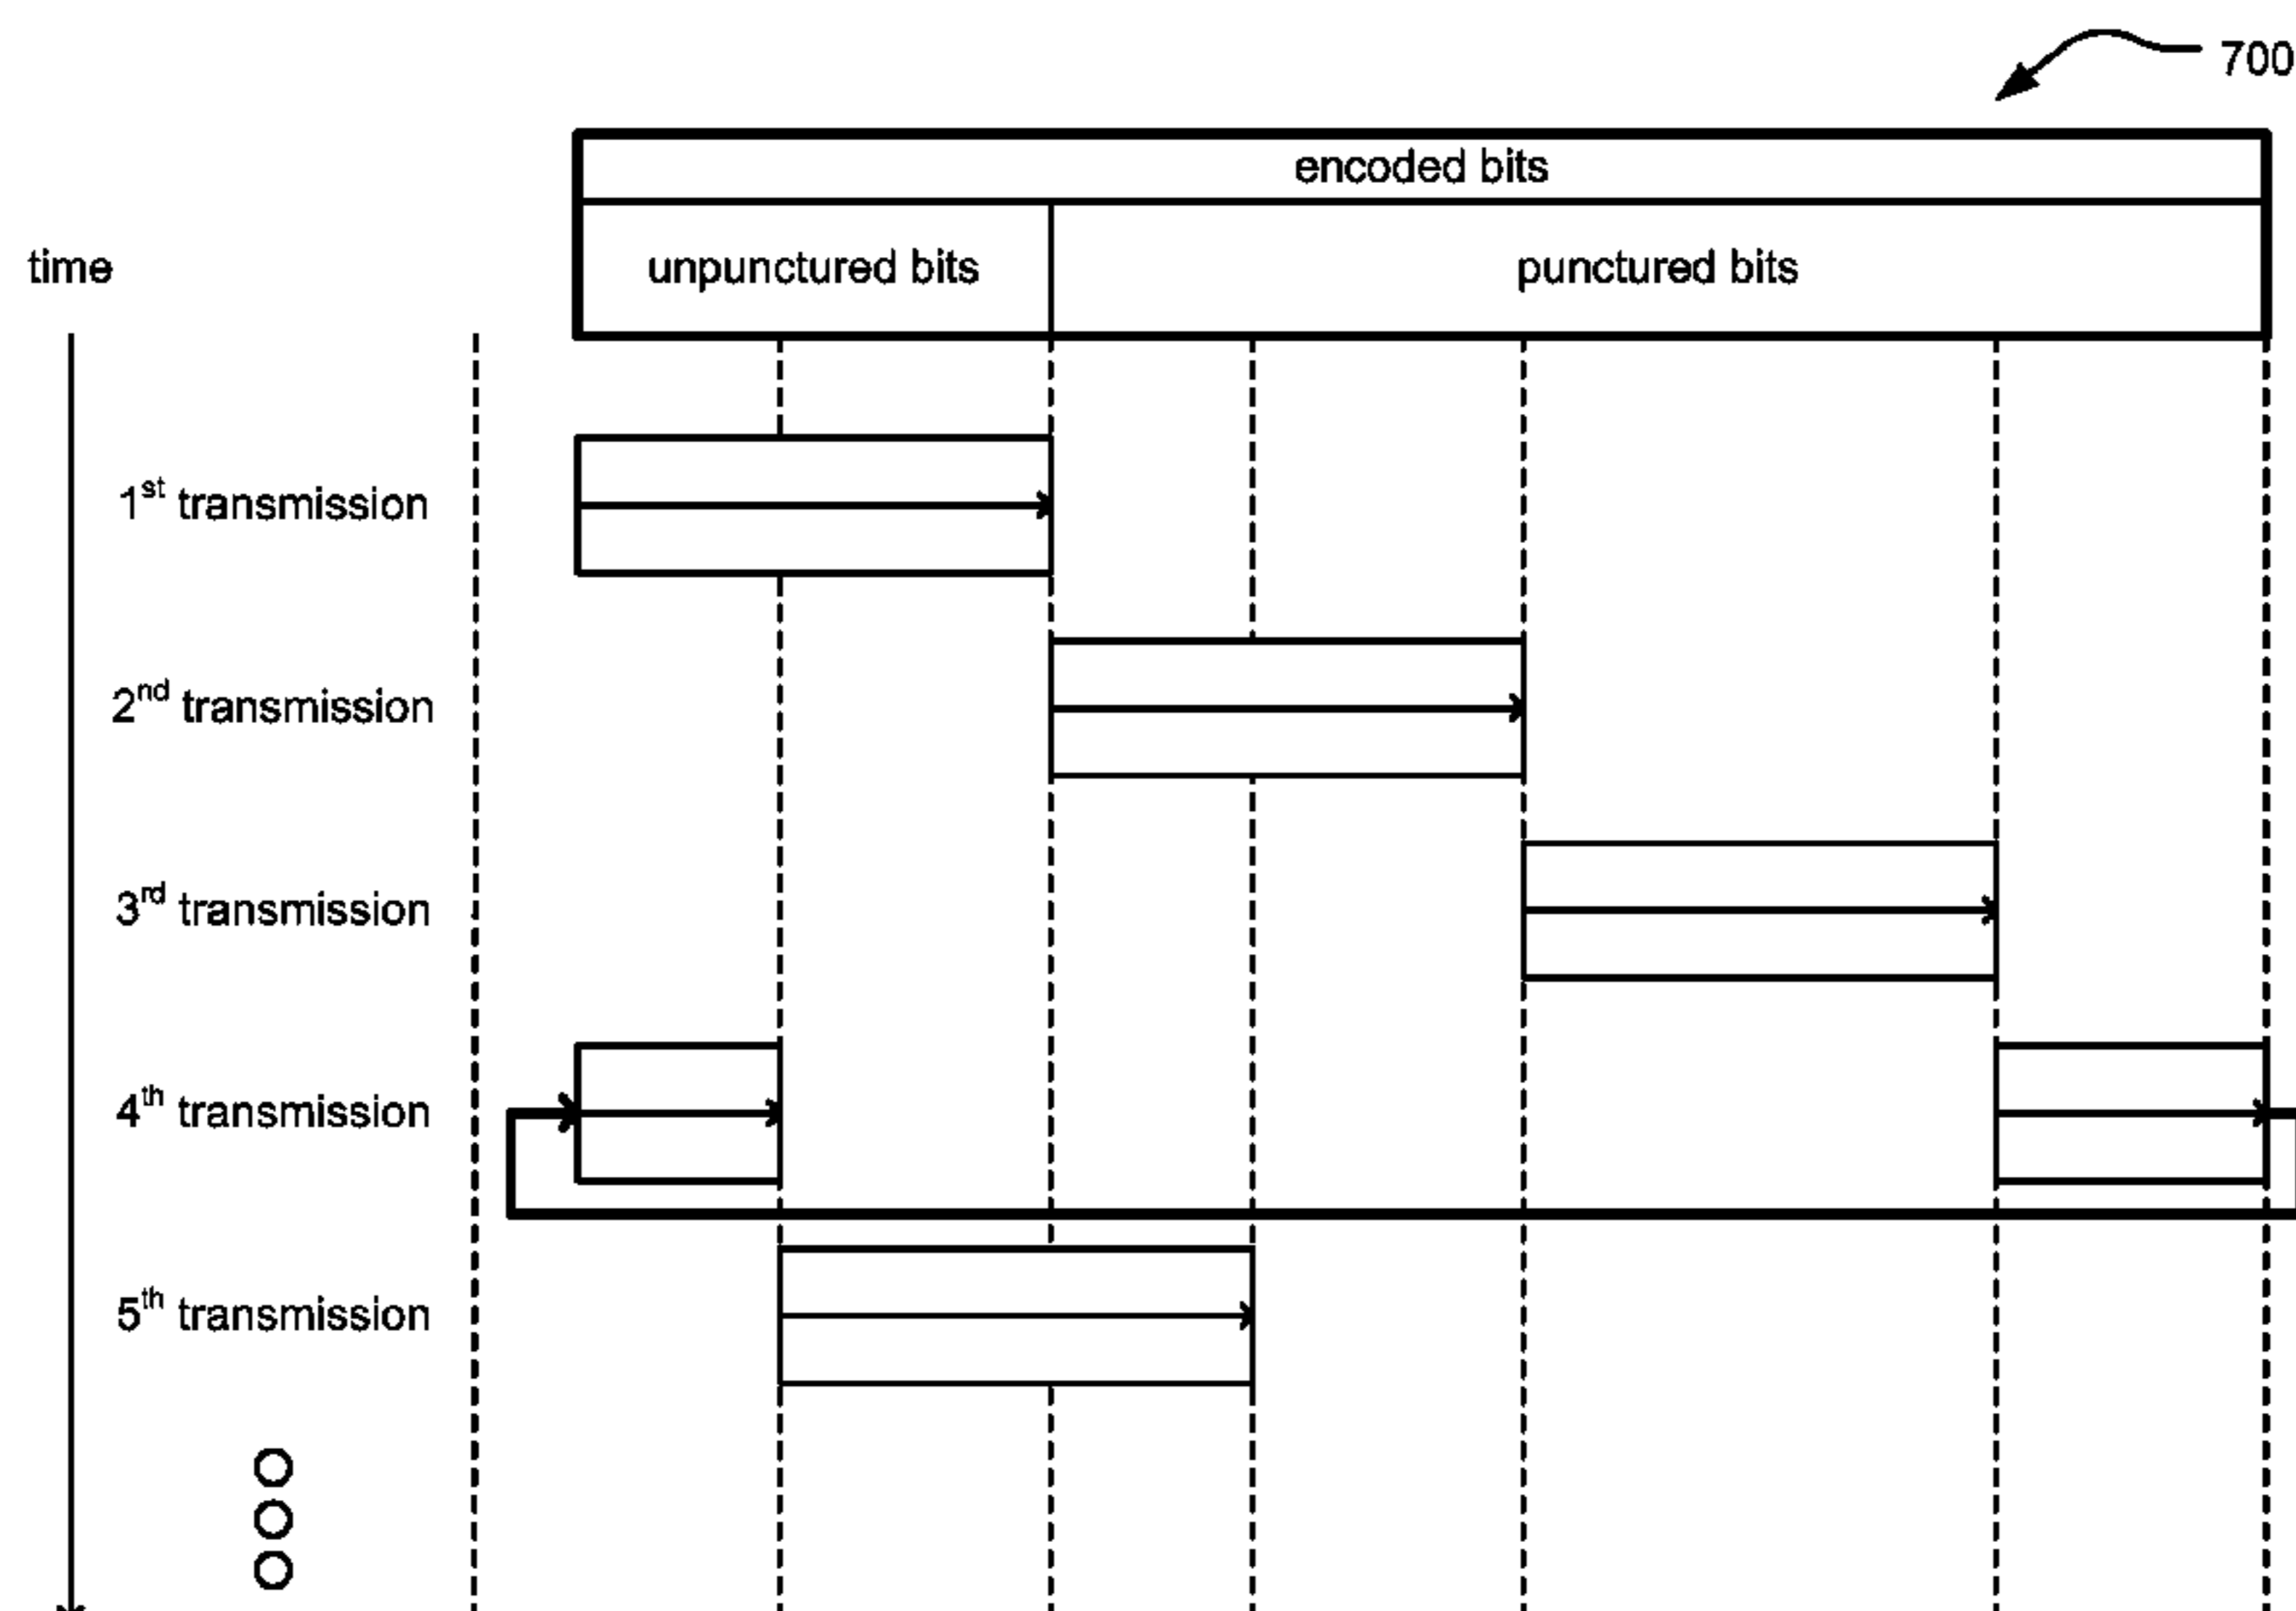 700
encoded bits
unpunctured bits
punctured bits
time
1st transmission
2nd transmission
3rd transmission
4th transmission
5th transmission